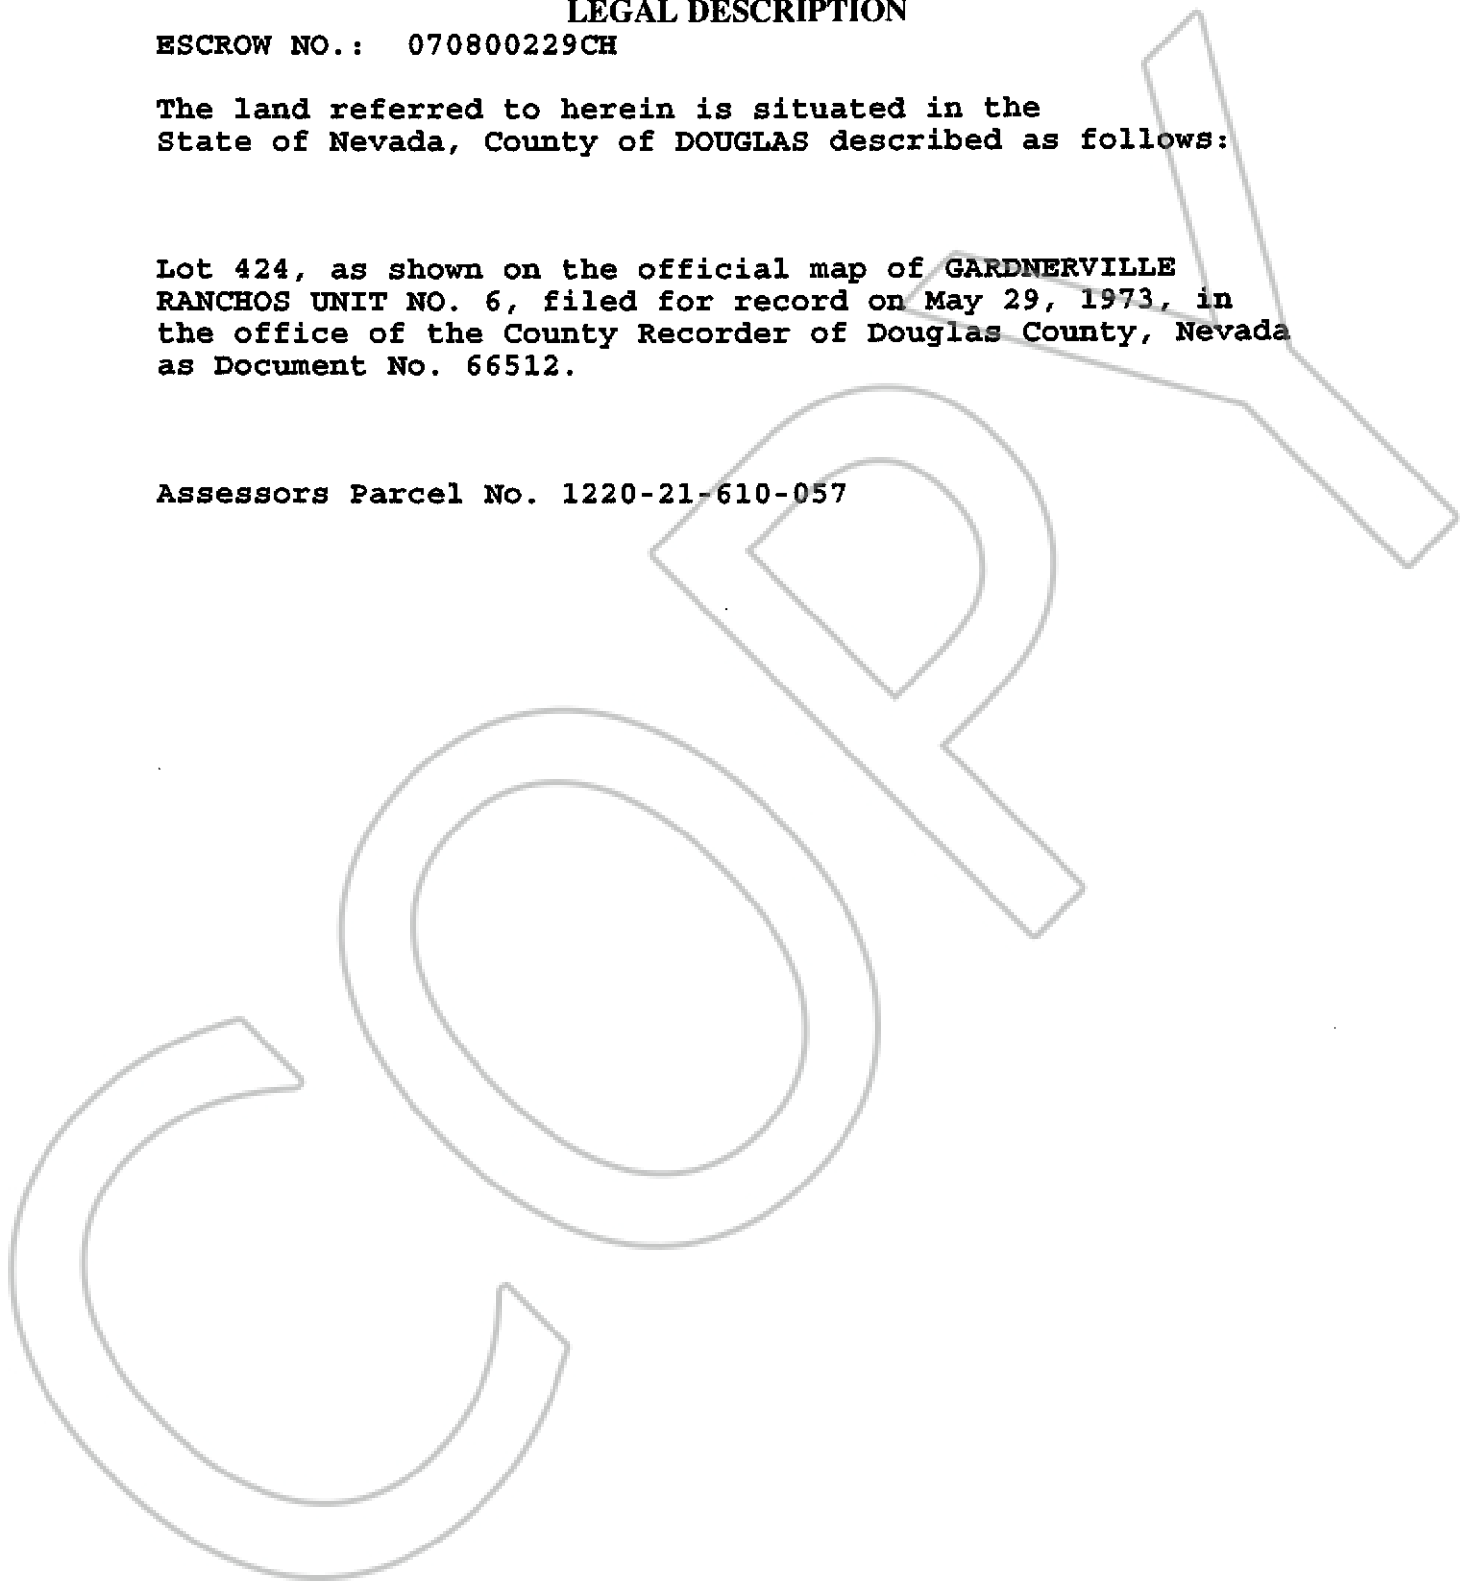 LEGAL DESCRIPTION
ESCROW NO.: 070800229CH
The land referred to herein is situated in the
State of Nevada, County of DOUGLAS described as follows:
Lot 424, as shown on the official map of GARDNERVILLE
RANCHOS UNIT NO. 6, filed for record on May 29, 1973, in
the office of the County Recorder of Douglas County, Nevada
as Document No. 66512.
Assessors Parcel No. 1220-21-610-057
COPY